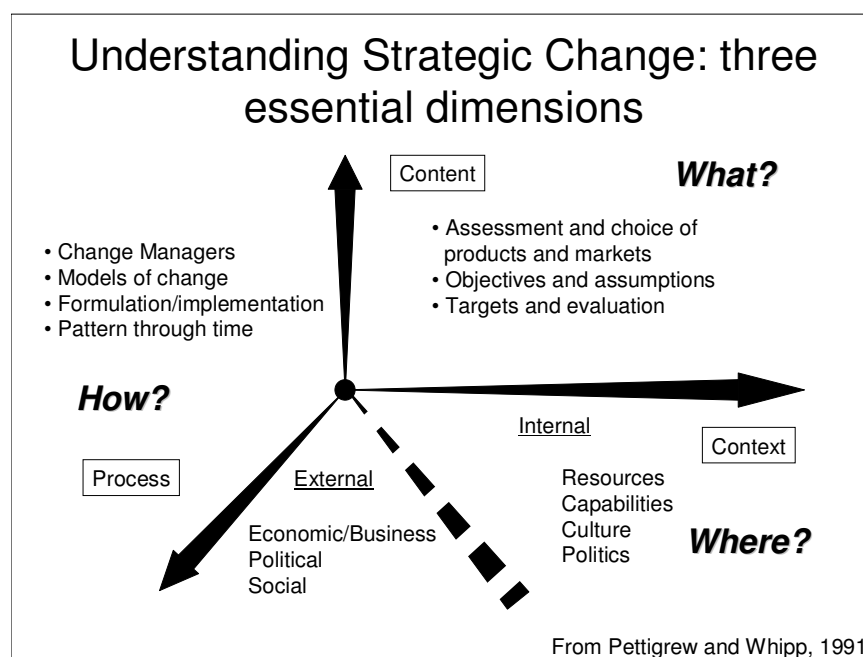 Understanding Strategic Change: three
essential dimensions
Content
What?
• Change Managers
• Models of change
• Formulation/implementation
• Pattern through time
• Assessment and choice of
products and markets
• Objectives and assumptions
• Targets and evaluation
How?
Process
External
Economic/Business
Political
Social
Internal
Context
Resources
Capabilities
Culture
Politics
Where?
From Pettigrew and Whipp, 1991